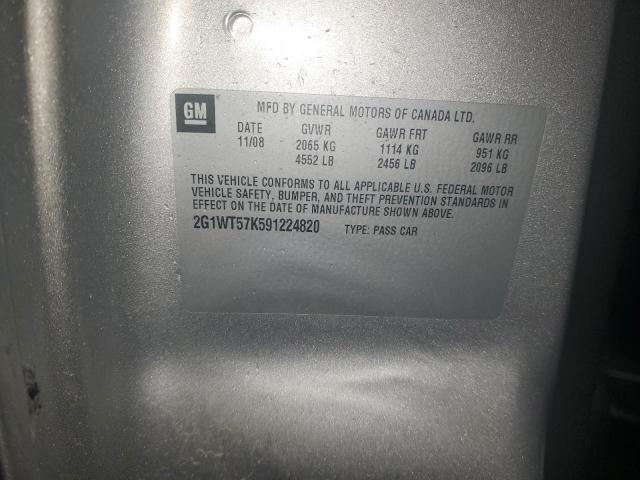 GM
MFD BY GENERAL MOTORS OF CANADA LTD.
DATE GVWR GAWR FRT GAWR RR
11/08 2065 KG 1114 KG 951 KG
4552 LB 2456 LB 2096 LB
THIS VEHICLE CONFORMS TO ALL APPLICABLE U.S. FEDERAL MOTOR
VEHICLE SAFETY, BUMPER, AND THEFT PREVENTION STANDARDS IN
EFFECT ON THE DATE OF MANUFACTURE SHOWN ABOVE.
2G1WT57K591224820 TYPE: PASS CAR